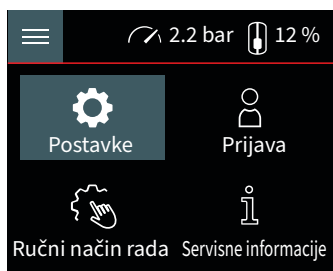 2.2 bar 12 %
Postavke Prijava
Ručni način rada Servisne informacije